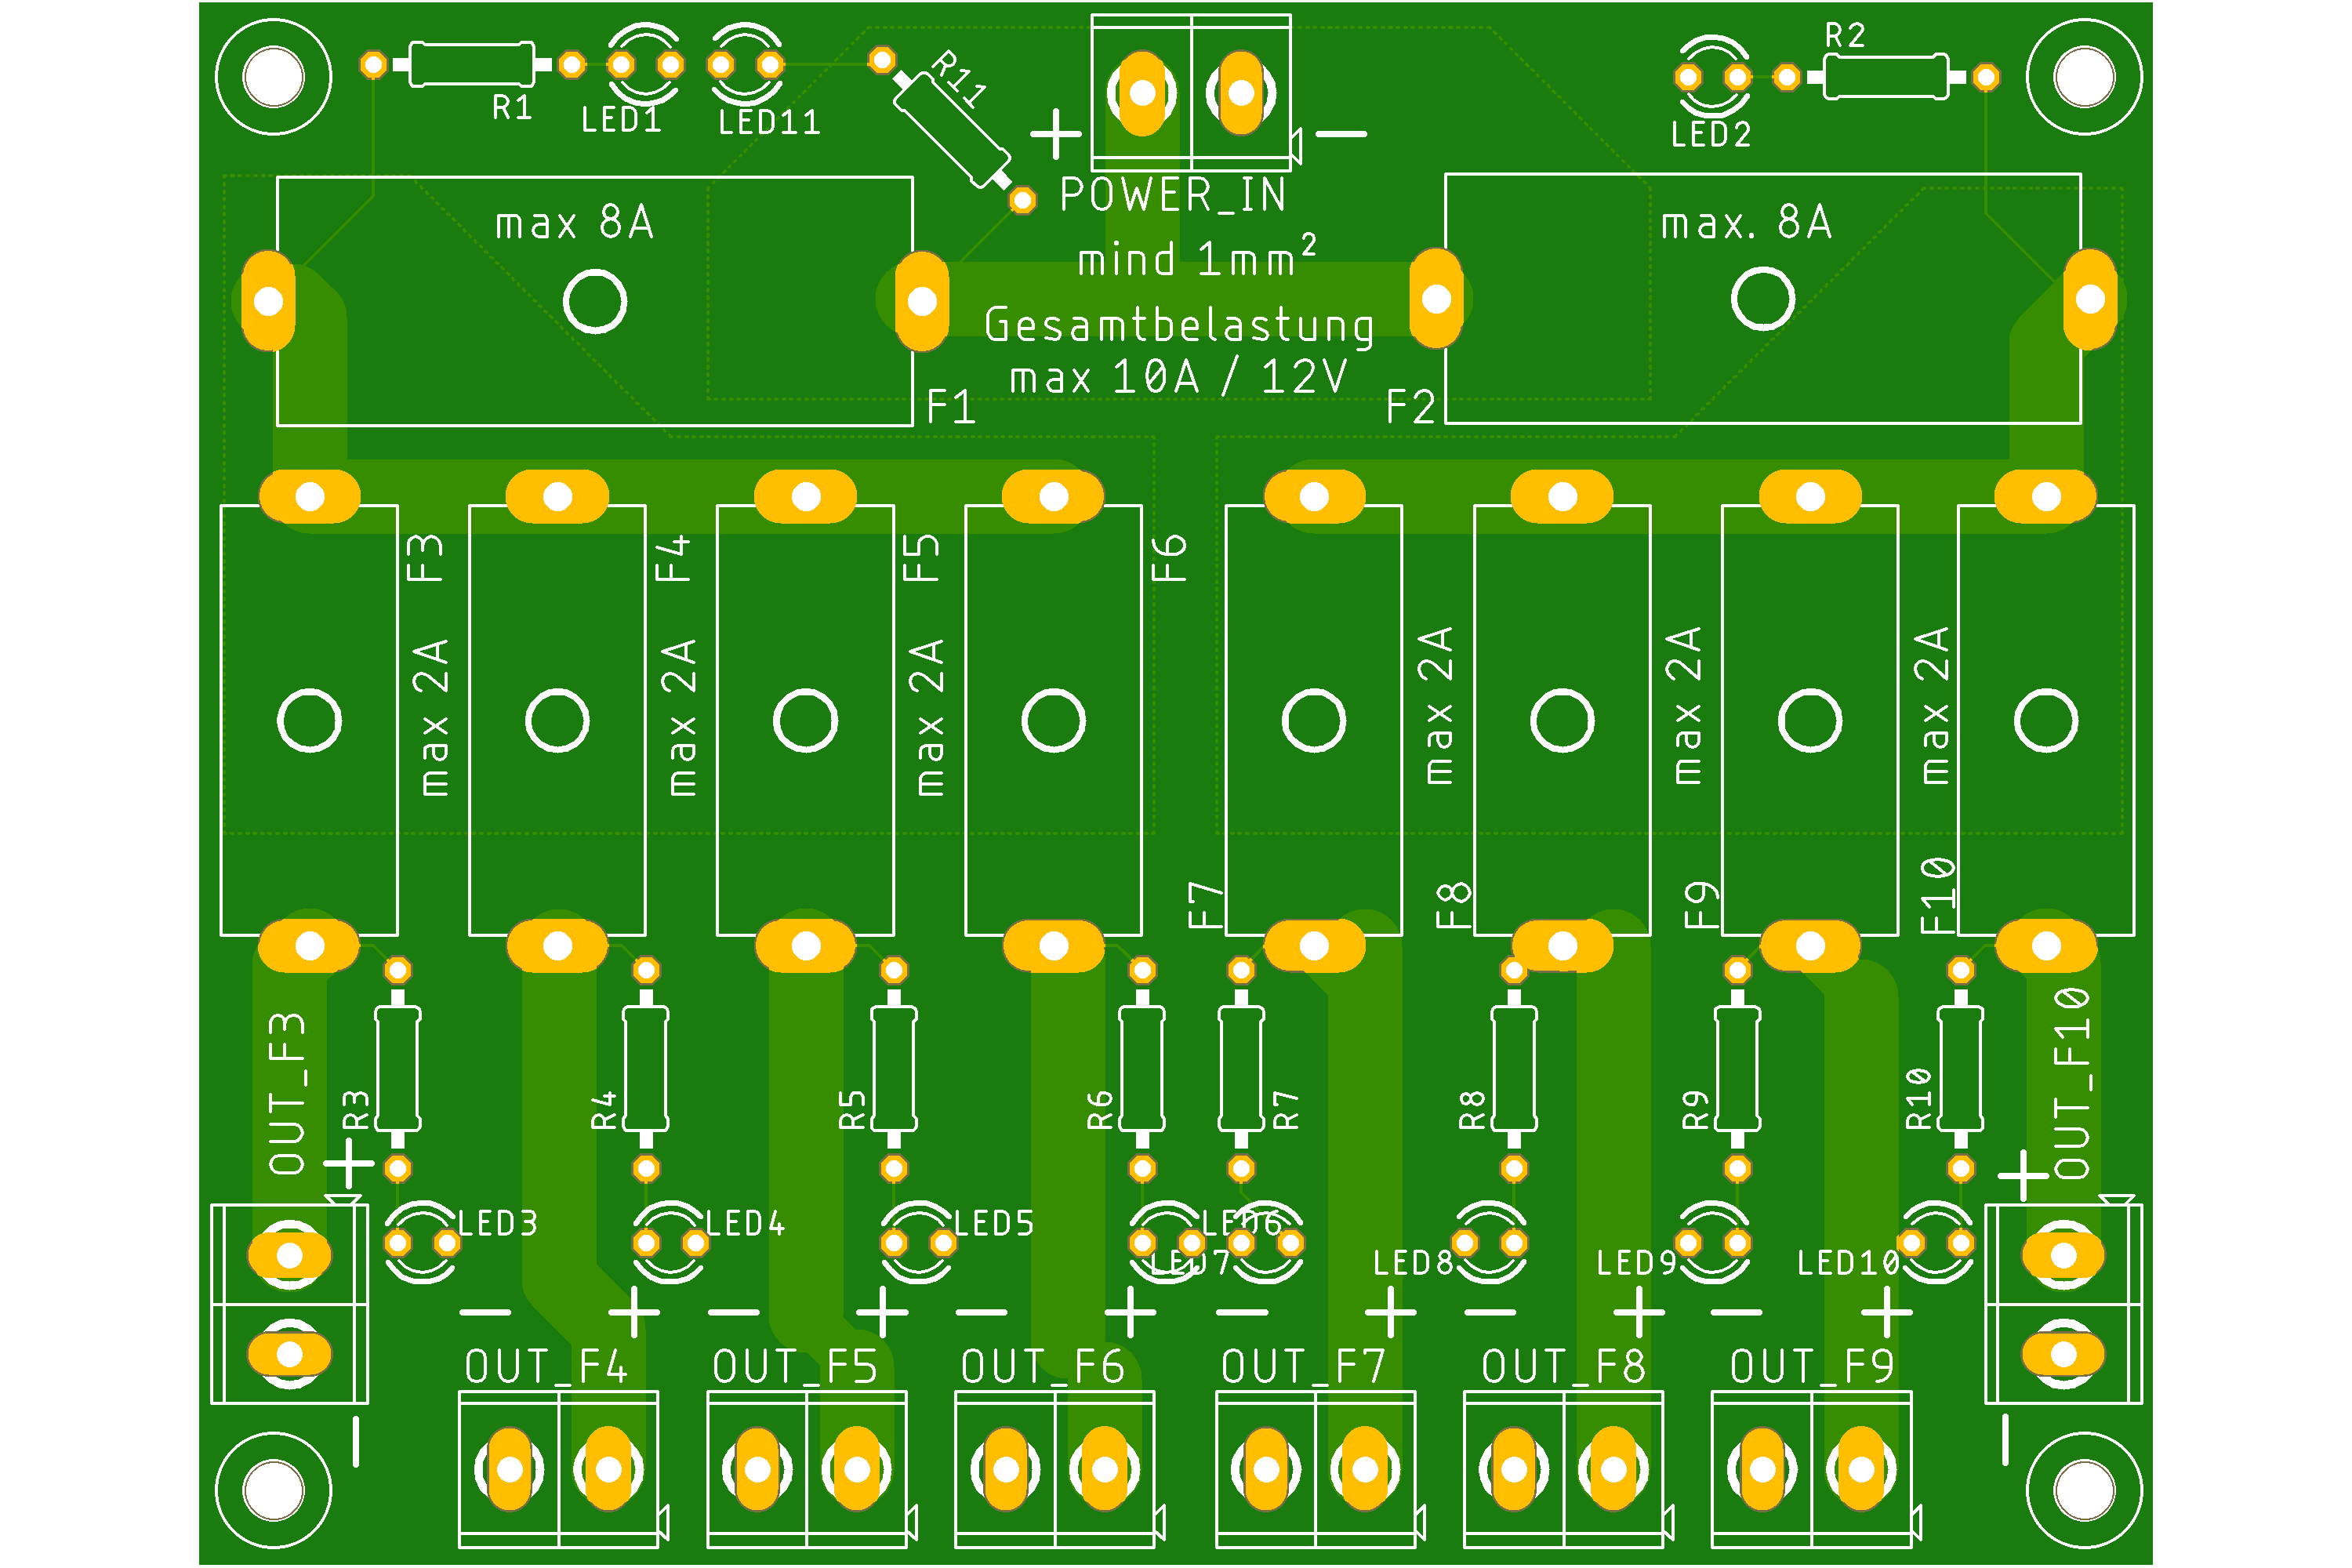 R1
LED1
LED11
R11
+
-
R2
LED2
POWER_IN
max 8A
max. 8A
mind 1mm²
Gesamtbelastung
max 10A / 12V
F1
F2
F3
F4
F5
F6
max 2A
max 2A
max 2A
max 2A
max 2A
max 2A
F7
F8
F9
F10
OUT_F3
OUT_F10
R3
R4
R5
R6
R7
R8
R9
R10
+
+
LED3
LED4
LED5
LED6
LED7
LED8
LED9
LED10
- +
- +
- +
- +
- +
- +
OUT_F4
OUT_F5
OUT_F6
OUT_F7
OUT_F8
OUT_F9
-
-